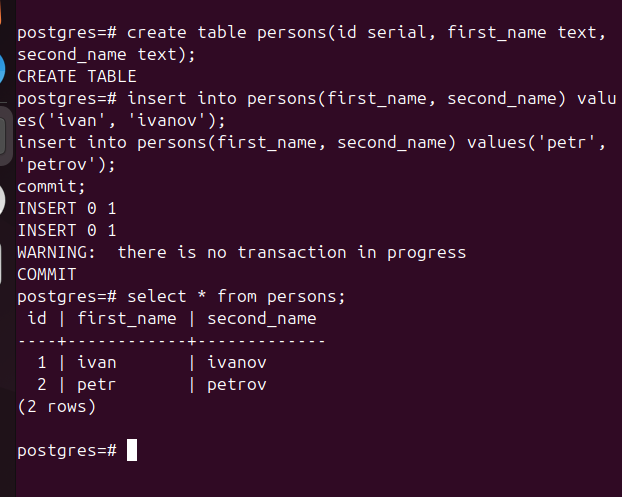 postgres=# create table persons(id serial, first_name text,
second_name text);
CREATE TABLE
postgres=# insert into persons(first_name, second_name) valu
es('ivan', 'ivanov');
insert into persons(first_name, second_name) values('petr',
'petrov');
commit;
INSERT 0 1
INSERT 0 1
WARNING:  there is no transaction in progress
COMMIT
postgres=# select * from persons;
 id | first_name | second_name
----+------------+-------------
  1 | ivan       | ivanov
  2 | petr       | petrov
(2 rows)

postgres=#